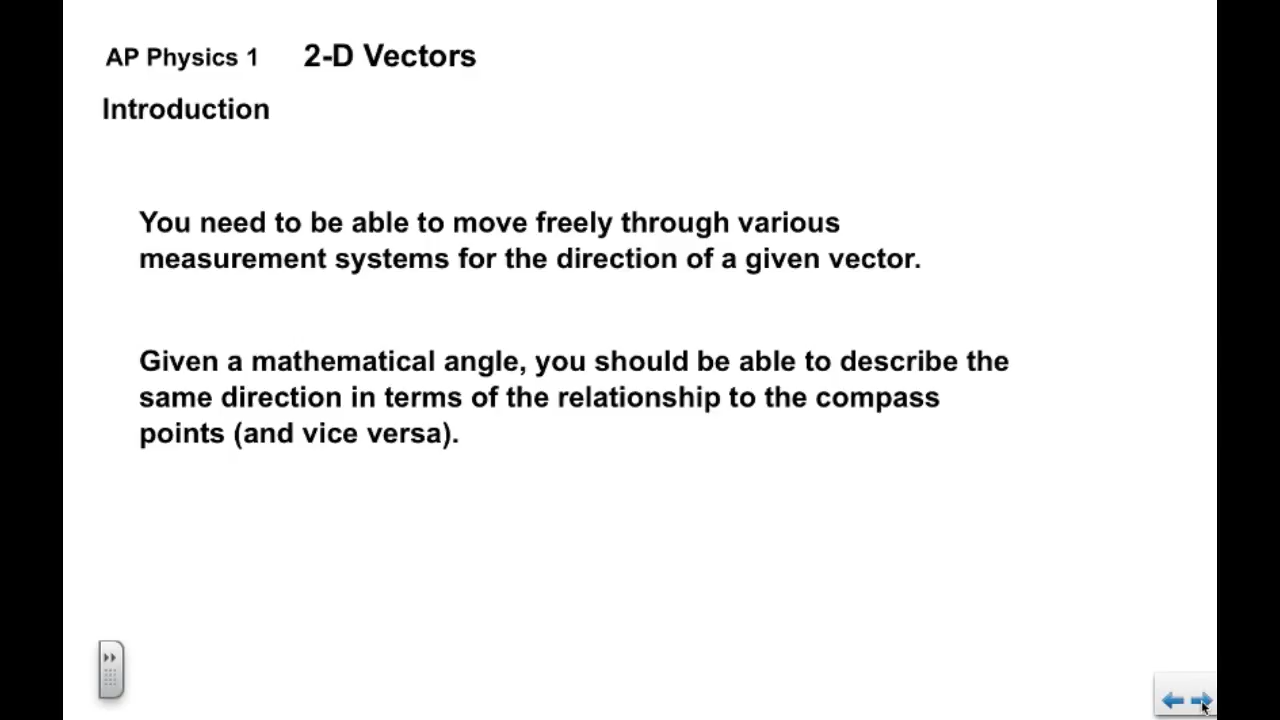 AP Physics 1 2-D Vectors
Introduction
You need to be able to move freely through various
measurement systems for the direction of a given vector.
Given a mathematical angle, you should be able to describe the
same direction in terms of the relationship to the compass
points (and vice versa).